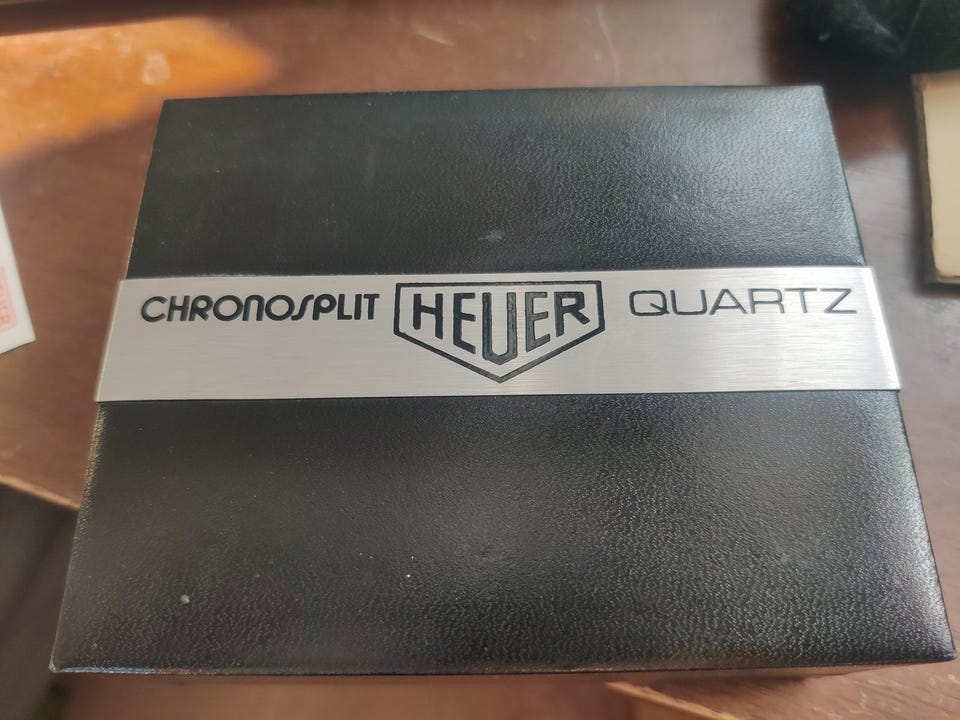 CHRONOSPLIT HEUER QUARTZ